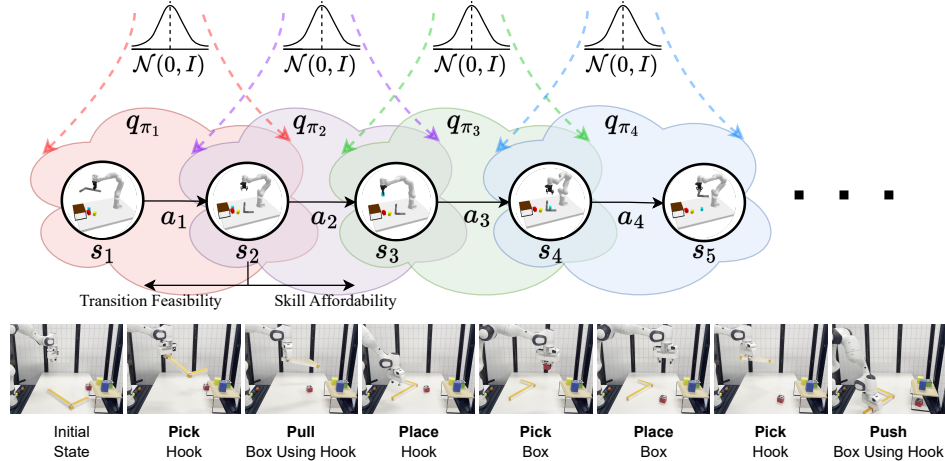 𝒩(0, I) 𝒩(0, I) 𝒩(0, I) 𝒩(0, I)
q_{π_1} q_{π_2} q_{π_3} q_{π_4}
a_1 a_2 a_3 a_4
s_1 s_2 s_3 s_4 s_5
Transition Feasibility Skill Affordability
Initial State
Pick Hook
Pull Box Using Hook
Place Hook
Pick Box
Place Box
Pick Hook
Push Box Using Hook